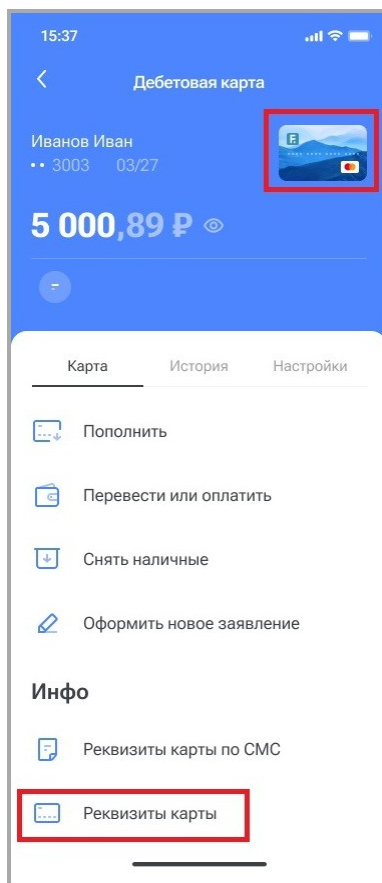 15:37
Дебетовая карта
Иванов Иван
•• 3003 03/27
5 000,89 ₽
Карта История Настройки
Пополнить
Перевести или оплатить
Снять наличные
Оформить новое заявление
Инфо
Реквизиты карты по СМС
Реквизиты карты